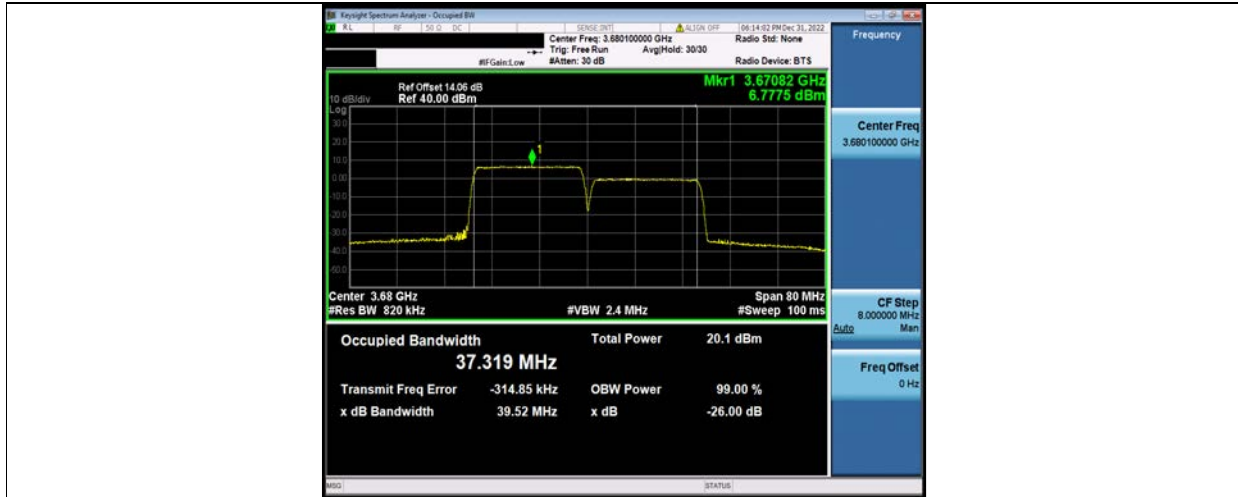 Keysight Spectrum Analyzer - Occupied BW
RL RF 50 Ω DC SENSE:INT ALIGN OFF 06:14:02 PM Dec 31, 2022
Center Freq: 3.680100000 GHz Radio Std: None
Trig: Free Run Avg|Hold: 30/30
#IFGain:Low #Atten: 30 dB Radio Device: BTS
Frequency
Mkr1 3.67082 GHz
6.7775 dBm
Ref Offset 14.06 dB
10 dB/div Ref 40.00 dBm
Log
30.0
20.0
10.0
0.00
-10.0
-20.0
-30.0
-40.0
-50.0
1
Center 3.68 GHz Span 80 MHz
#Res BW 820 kHz #VBW 2.4 MHz #Sweep 100 ms
Occupied Bandwidth Total Power 20.1 dBm
37.319 MHz
Transmit Freq Error -314.85 kHz OBW Power 99.00 %
x dB Bandwidth 39.52 MHz x dB -26.00 dB
Center Freq
3.680100000 GHz
CF Step
8.000000 MHz
Auto Man
Freq Offset
0 Hz
MSG STATUS